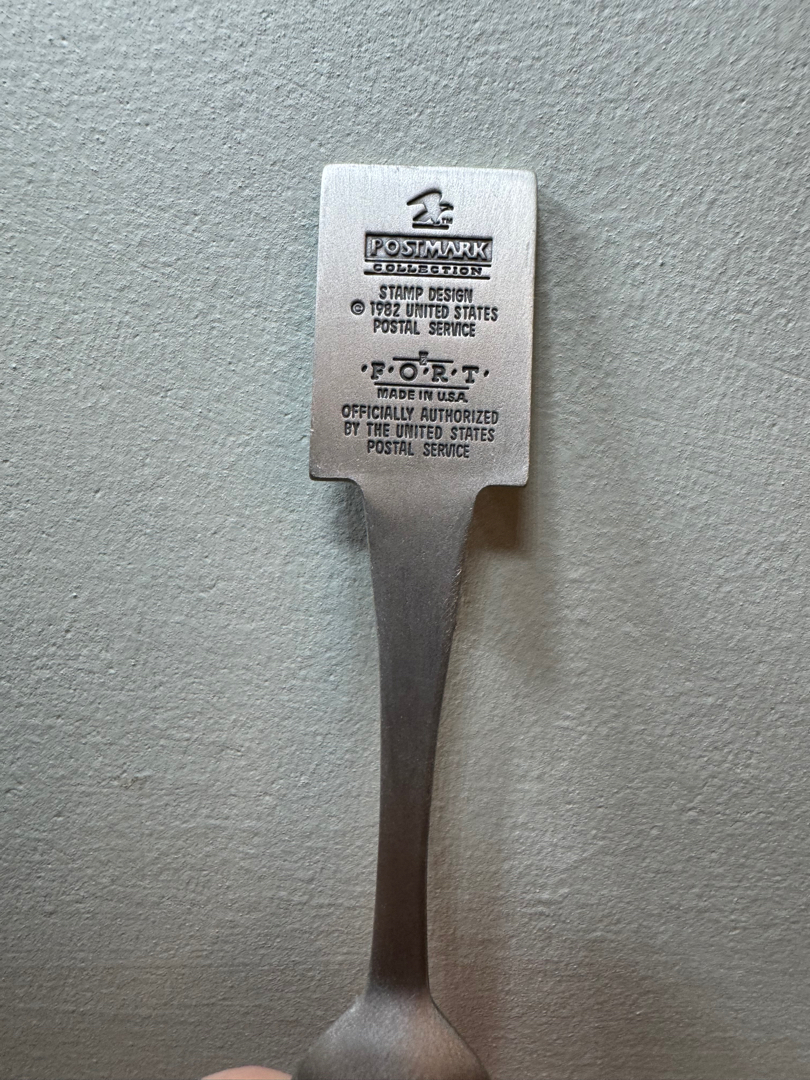 TM
POSTMARK
COLLECTION
STAMP DESIGN
© 1982 UNITED STATES
POSTAL SERVICE
·F·O·R·T·
MADE IN U.S.A.
OFFICIALLY AUTHORIZED
BY THE UNITED STATES
POSTAL SERVICE